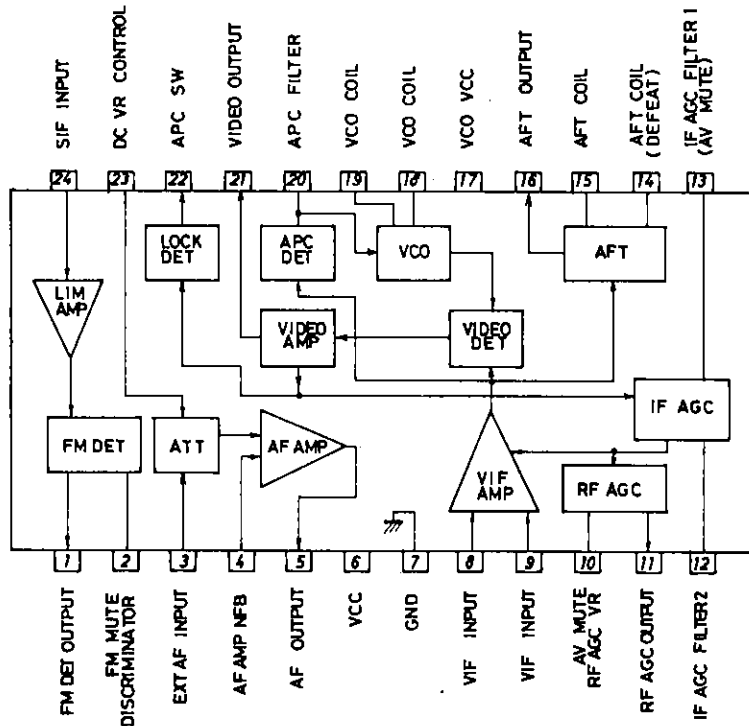 SIF INPUT
DC VR CONTROL
APC SW
VIDEO OUTPUT
APC FILTER
VCO COIL
VCO COIL
VCO VCC
AFT OUTPUT
AFT COIL
AFT COIL
(DEFEAT)
IF AGC FILTER 1
(AV MUTE)
24
23
22
21
20
19
18
17
16
15
14
13
LOCK
DET
APC
DET
VCO
AFT
LIM
AMP
VIDEO
AMP
VIDEO
DET
IF AGC
FM DET
ATT
AF AMP
VIF
AMP
RF AGC
1
2
3
4
5
6
7
8
9
10
11
12
FM DET OUTPUT
FM MUTE
DISCRIMINATOR
EXT AF INPUT
AF AMP NFB
AF OUTPUT
VCC
GND
VIF INPUT
VIF INPUT
AV MUTE
RF AGC VR
RF AGC OUTPUT
IF AGC FILTER2